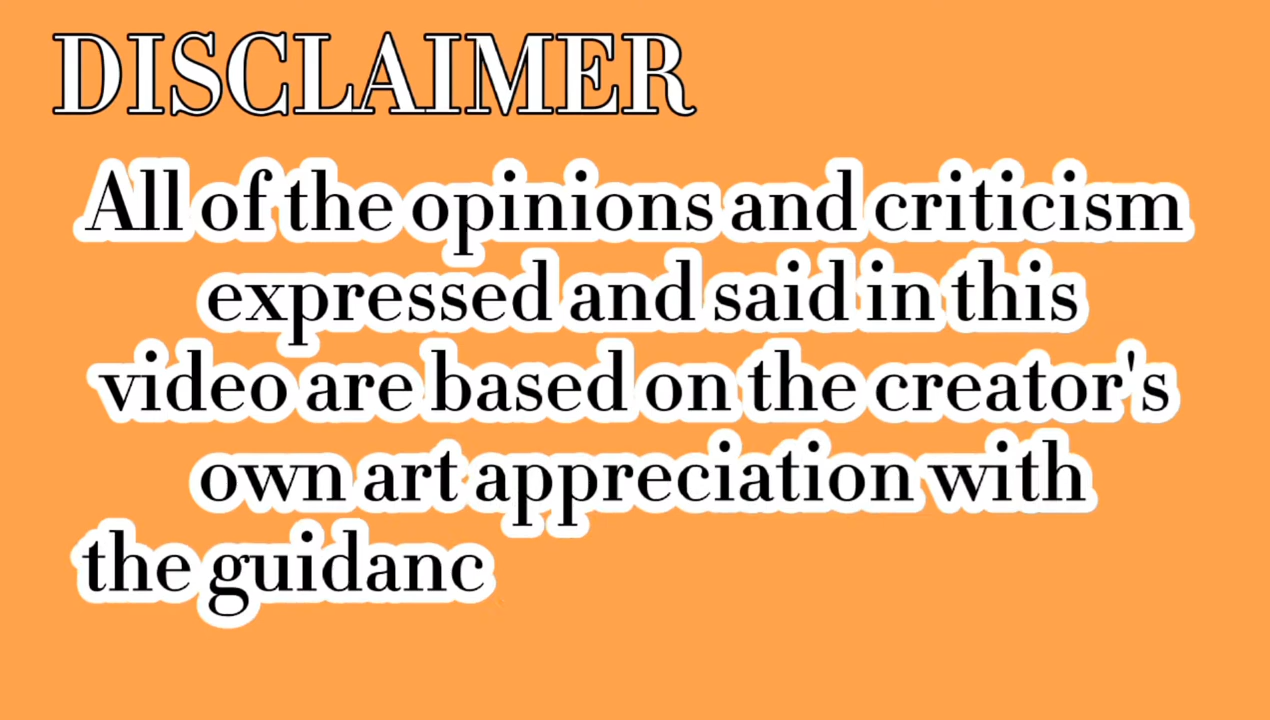 DISCLAIMER
All of the opinions and criticism
expressed and said in this
video are based on the creator's
own art appreciation with
the guidanc